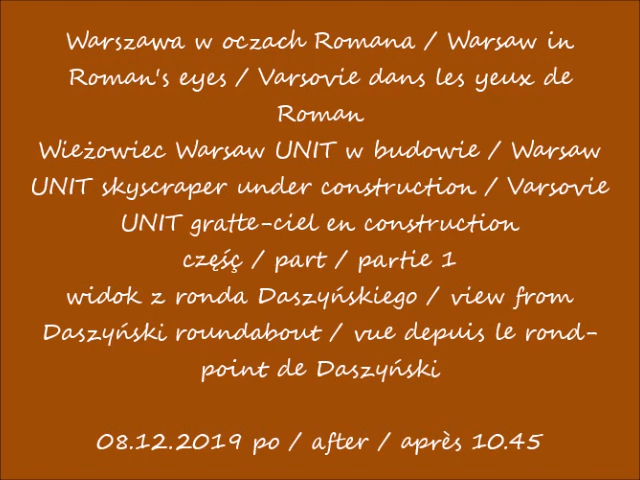 Warszawa w oczach Romana / Warsaw in
Roman's eyes / Varsovie dans les yeux de
Roman
Wieżowiec Warsaw UNIT w budowie / Warsaw
UNIT skyscraper under construction / Varsovie
UNIT gratte-ciel en construction
częśç / part / partie 1
widok z ronda Daszyńskiego / view from
Daszyński roundabout / vue depuis le rond-
point de Daszyński
08.12.2019 po / after / après 10.45